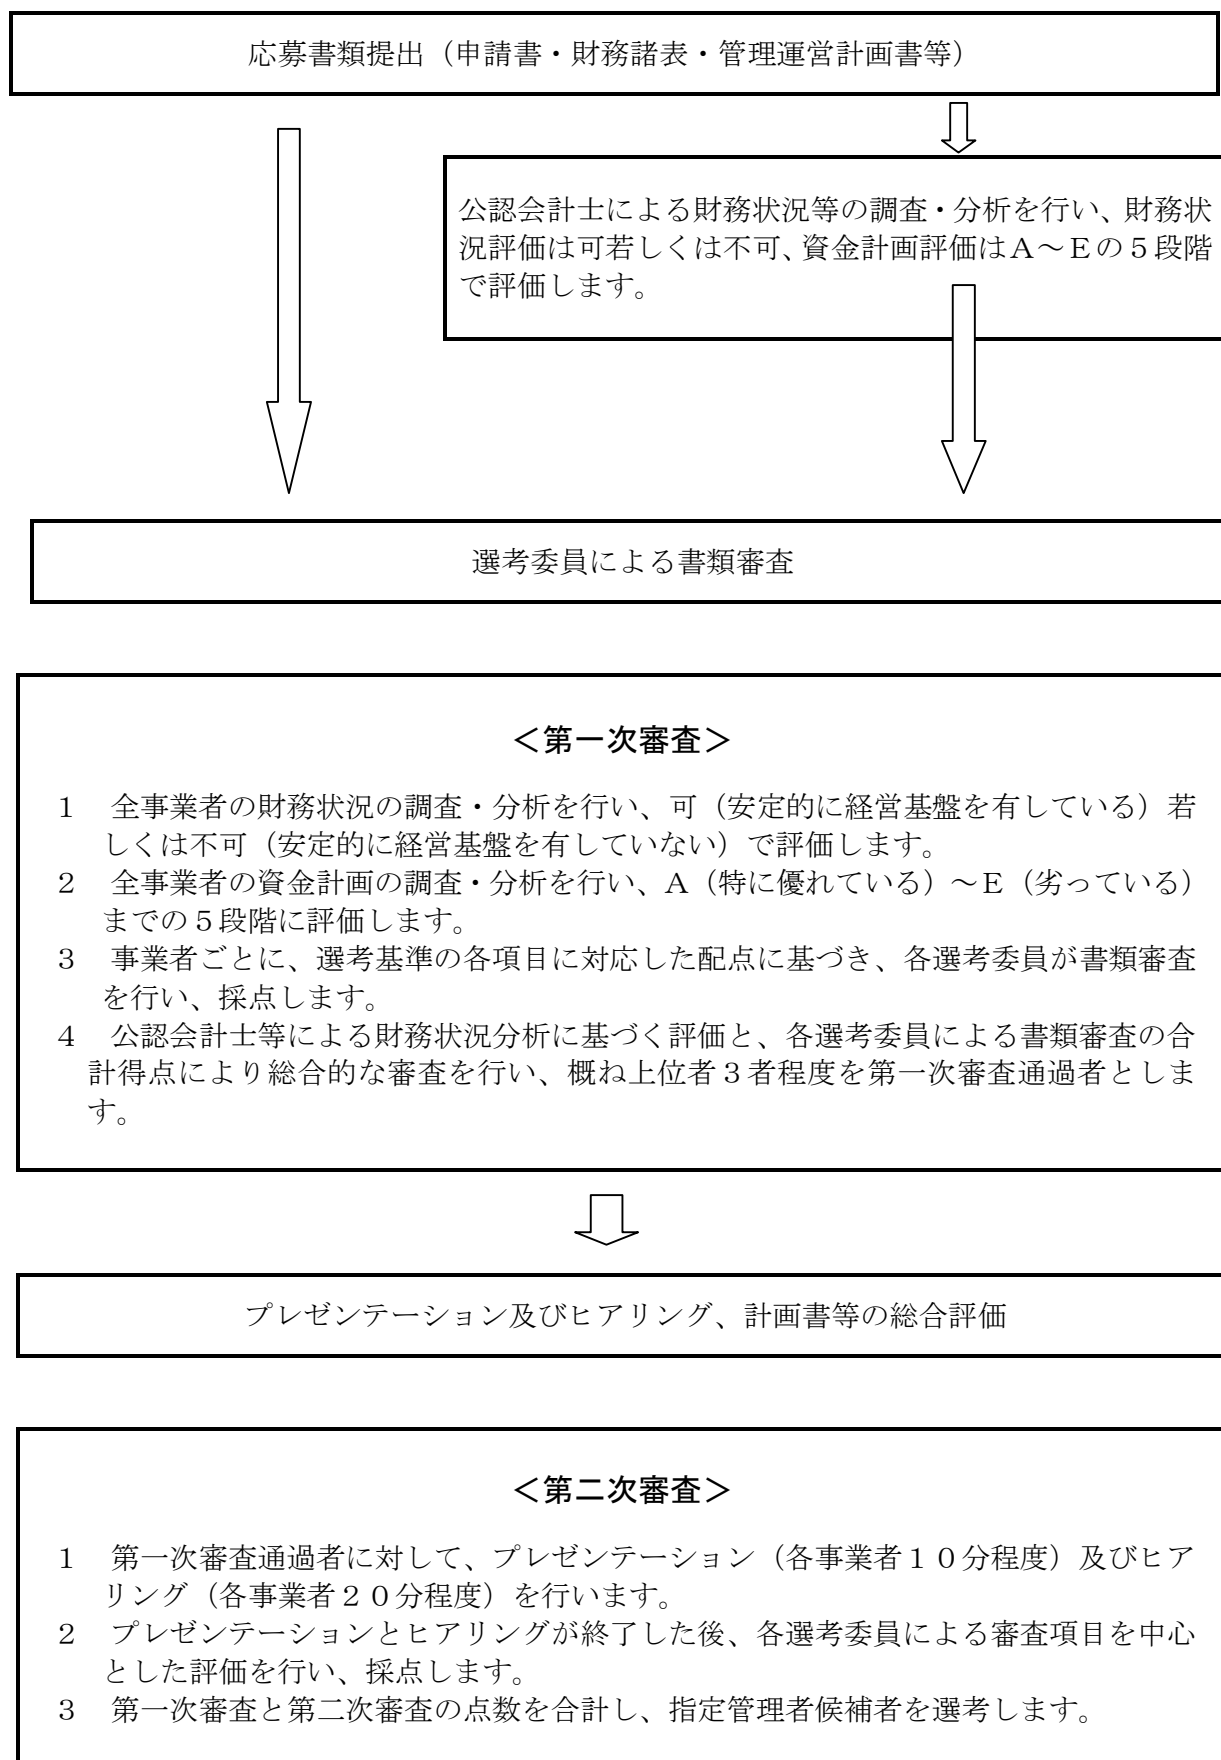 応募書類提出（申請書・財務諸表・管理運営計画書等）
公認会計士による財務状況等の調査・分析を行い、財務状
況評価は可若しくは不可、資金計画評価はＡ～Ｅの５段階
で評価します。
選考委員による書類審査
＜第一次審査＞
１　全事業者の財務状況の調査・分析を行い、可（安定的に経営基盤を有している）若
しくは不可（安定的に経営基盤を有していない）で評価します。
２　全事業者の資金計画の調査・分析を行い、Ａ（特に優れている）～Ｅ（劣っている）
までの５段階に評価します。
３　事業者ごとに、選考基準の各項目に対応した配点に基づき、各選考委員が書類審査
を行い、採点します。
４　公認会計士等による財務状況分析に基づく評価と、各選考委員による書類審査の合
計得点により総合的な審査を行い、概ね上位者３者程度を第一次審査通過者としま
す。
プレゼンテーション及びヒアリング、計画書等の総合評価
＜第二次審査＞
１　第一次審査通過者に対して、プレゼンテーション（各事業者１０分程度）及びヒア
リング（各事業者２０分程度）を行います。
２　プレゼンテーションとヒアリングが終了した後、各選考委員による審査項目を中心
とした評価を行い、採点します。
３　第一次審査と第二次審査の点数を合計し、指定管理者候補者を選考します。